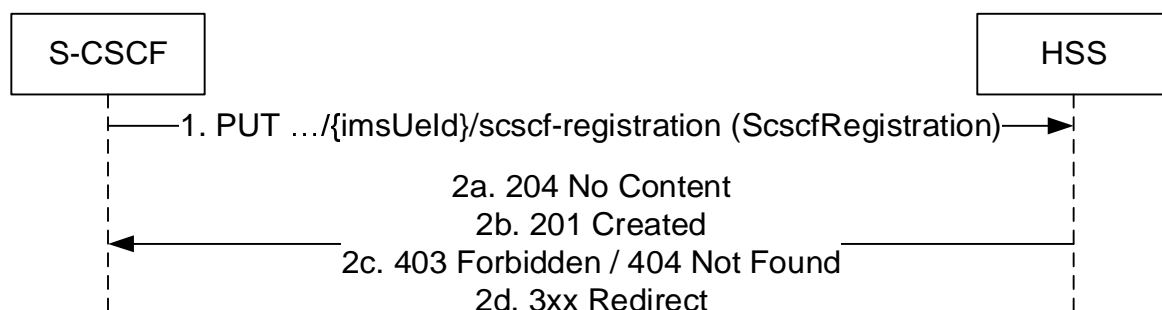 S-CSCF
HSS
1. PUT …/{imsUeId}/scscf-registration (ScscfRegistration)
2a. 204 No Content
2b. 201 Created
2c. 403 Forbidden / 404 Not Found
2d. 3xx Redirect